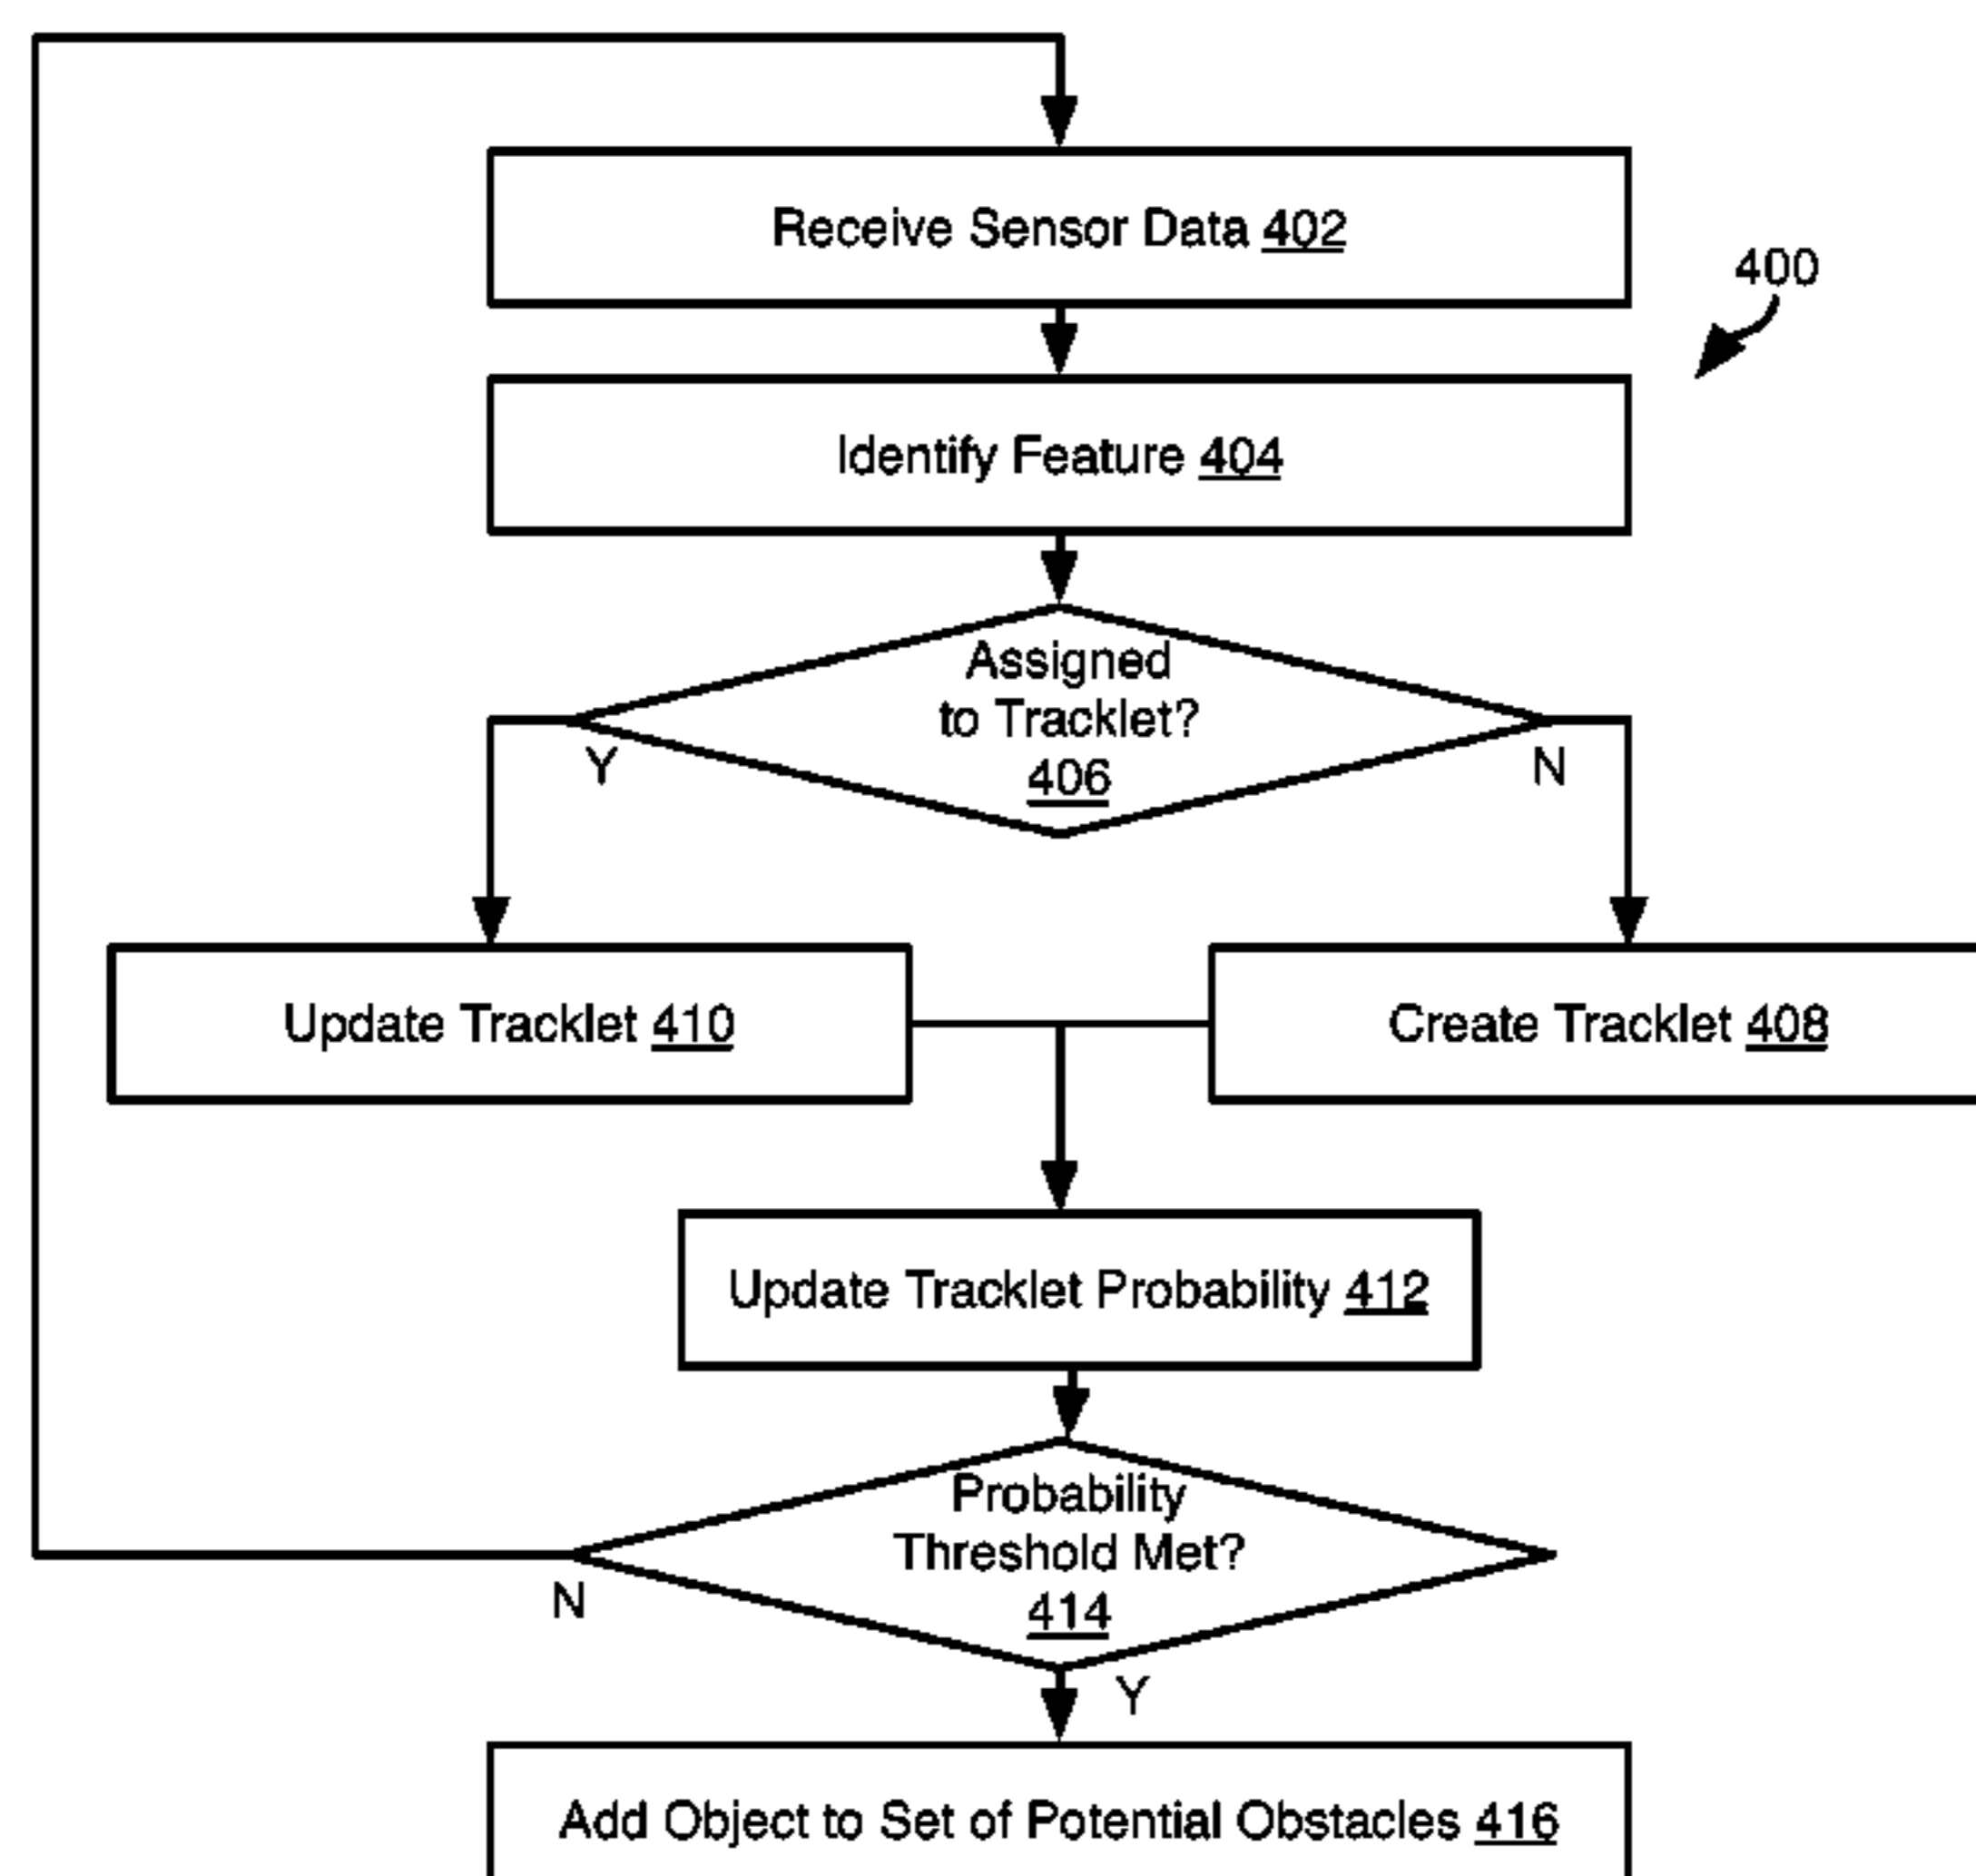 Receive Sensor Data 402
400
Identify Feature 404
Assigned
to Tracklet?
406
Y
N
Update Tracklet 410
Create Tracklet 408
Update Tracklet Probability 412
Probability
Threshold Met?
414
N
Y
Add Object to Set of Potential Obstacles 416